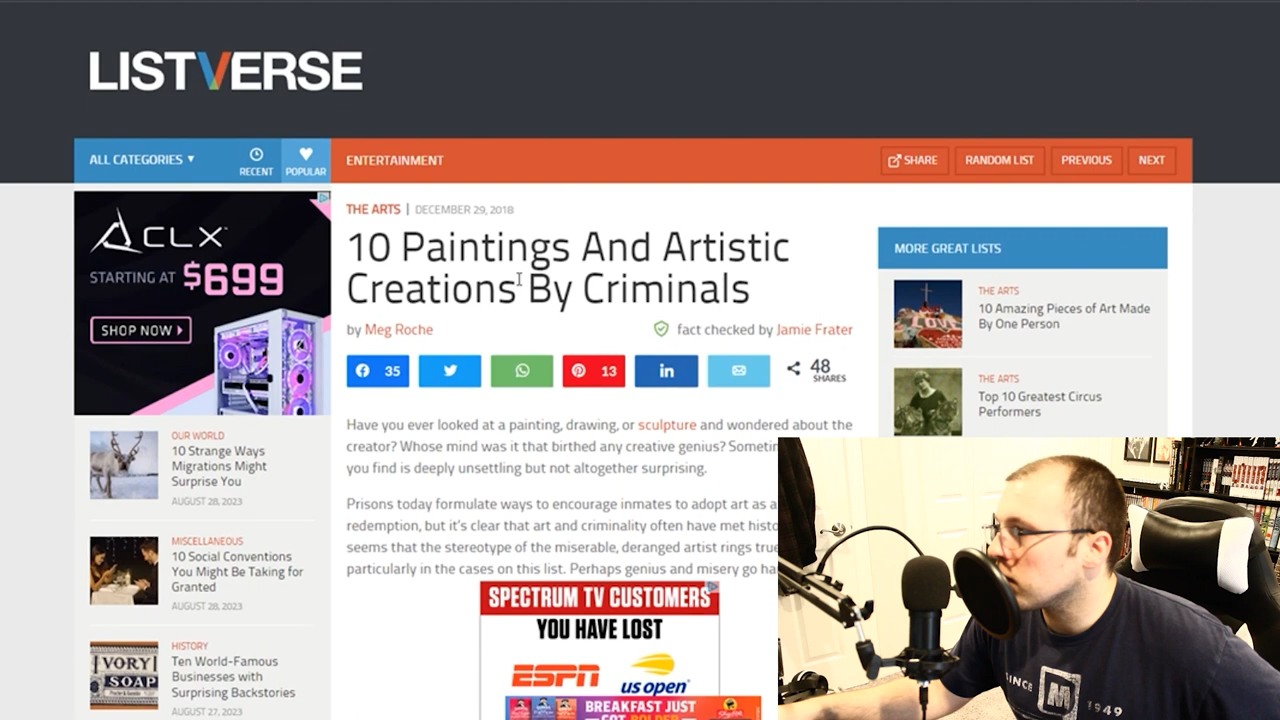 LISTVERSE
ALL CATEGORIES ▼
RECENT
POPULAR
ENTERTAINMENT
SHARE
RANDOM LIST
PREVIOUS
NEXT
CLX
STARTING AT $699
SHOP NOW
THE ARTS | DECEMBER 29, 2018
10 Paintings And Artistic
Creations By Criminals
by Meg Roche
fact checked by Jamie Frater
35
13
48
SHARES
Have you ever looked at a painting, drawing, or sculpture and wondered about the
creator? Whose mind was it that birthed any creative genius?
you find is deeply unsettling but not altogether surprising.
Prisons today formulate ways to encourage inmates to adopt art as a
redemption, but it's clear that art and criminality often have met
seems that the stereotype of the miserable, deranged artist rings true
particularly in the cases on this list. Perhaps genius and misery go
SPECTRUM TV CUSTOMERS
YOU HAVE LOST
ESPN
us open
BREAKFAST JUST
GOT BOLDER
MORE GREAT LISTS
THE ARTS
10 Amazing Pieces of Art Made
By One Person
THE ARTS
Top 10 Greatest Circus
Performers
OUR WORLD
10 Strange Ways
Migrations Might
Surprise You
AUGUST 28, 2023
MISCELLANEOUS
10 Social Conventions
You Might Be Taking for
Granted
AUGUST 28, 2023
HISTORY
Ten World-Famous
Businesses with
Surprising Backstories
AUGUST 27, 2023
IVORY
SOAP
LOVE
SINCE M 1949